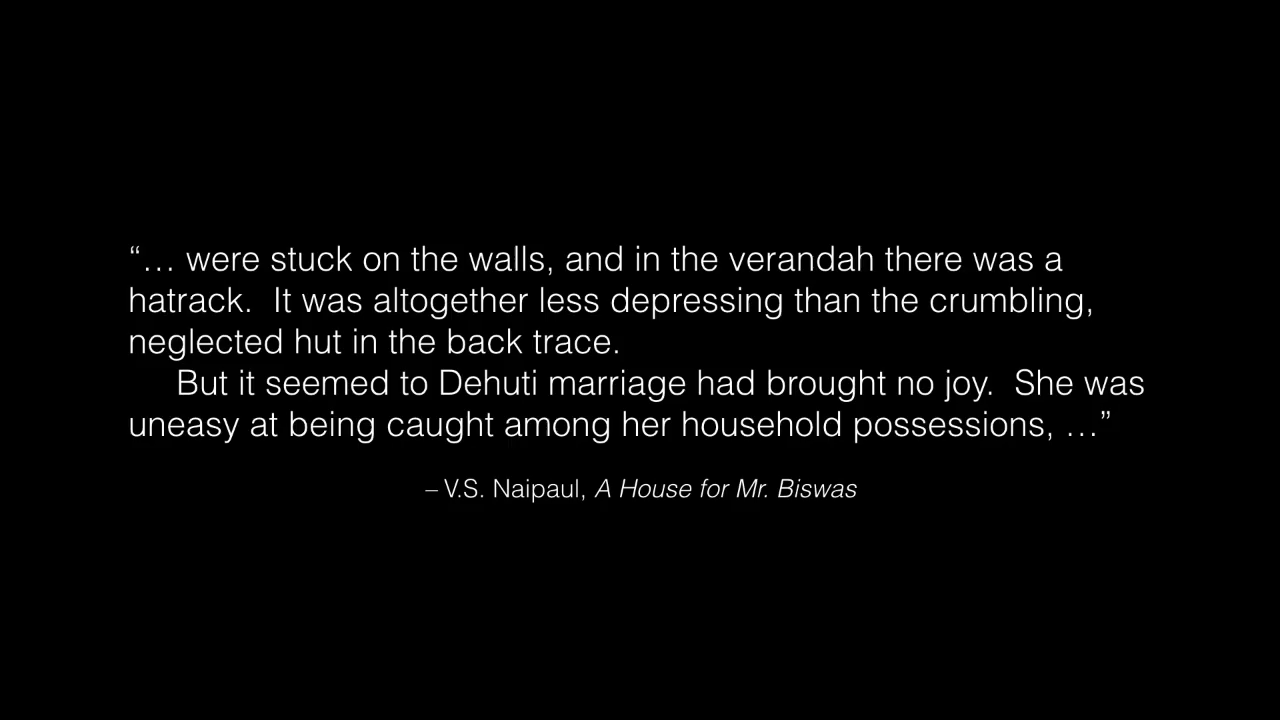 “… were stuck on the walls, and in the verandah there was a
hatrack.  It was altogether less depressing than the crumbling,
neglected hut in the back trace.
But it seemed to Dehuti marriage had brought no joy.  She was
uneasy at being caught among her household possessions, …”
– V.S. Naipaul, A House for Mr. Biswas